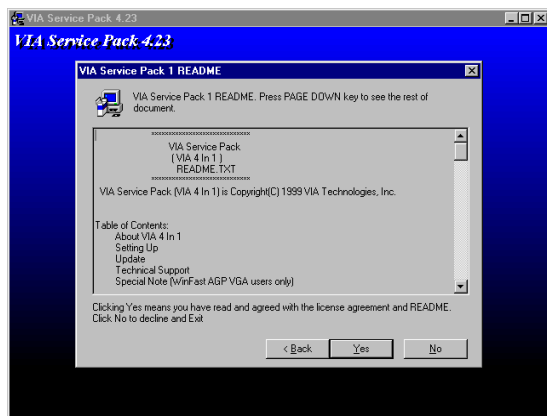 VIA Service Pack 4.23
VIA Service Pack 4.23
VIA Service Pack 1 README
VIA Service Pack 1 README. Press PAGE DOWN key to see the rest of
document.
VIA Service Pack
( VIA 4 In 1 )
README.TXT
VIA Service Pack (VIA 4 In 1) is Copyright(C) 1999 VIA Technologies, Inc.
Table of Contents:
About VIA 4 In 1
Setting Up
Update
Technical Support
Special Note (WinFast AGP VGA users only)
Clicking Yes means you have read and agreed with the license agreement and README.
Click No to decline and Exit
< Back
Yes
No